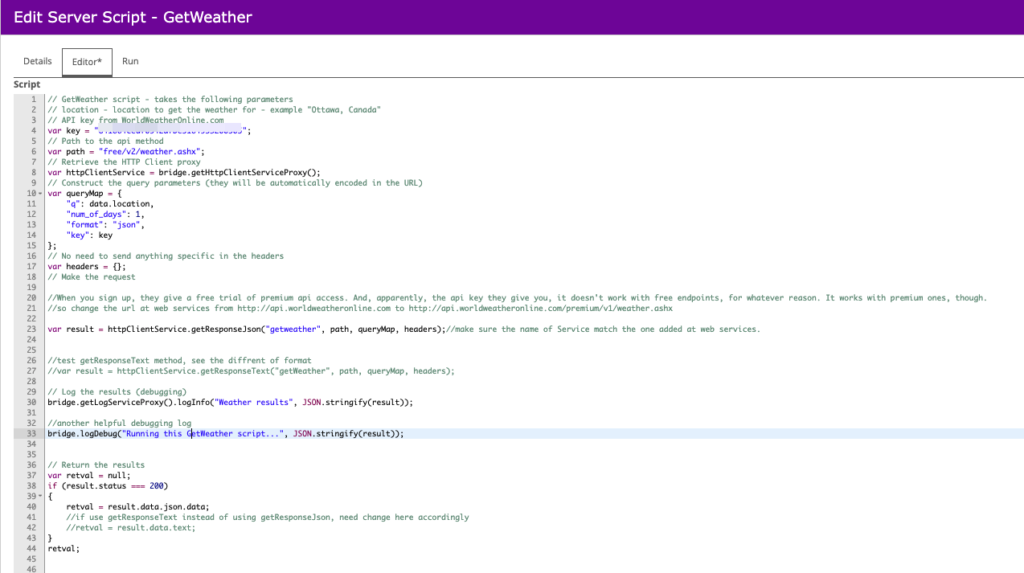 Edit Server Script - GetWeather
Details
Editor*
Run
Script
1 // GetWeather script - takes the following parameters
2 // location - location to get the weather for - example "Ottawa, Canada"
3 // API key from WorldWeatherOnline.com
4 var key = "";
5 // Path to the api method
6 var path = "free/v2/weather.ashx";
7 // Retrieve the HTTP Client proxy
8 var httpClientService = bridge.getHttpClientServiceProxy();
9 // Construct the query parameters (they will be automatically encoded in the URL)
10 var queryMap = {
11 "q": data.location,
12 "num_of_days": 1,
13 "format": "json",
14 "key": key
15 };
16 // No need to send anything specific in the headers
17 var headers = {};
18 // Make the request
19
20 //When you sign up, they give a free trial of premium api access. And, apparently, the api key they give you, it doesn't work with free endpoints, for whatever reason. It works with premium ones, though.
21 //so change the url at web services from http://api.worldweatheronline.com to http://api.worldweatheronline.com/premium/v1/weather.ashx
22
23 var result = httpClientService.getResponseJson("getweather", path, queryMap, headers);//make sure the name of Service match the one added at web services.
24
25
26 //test getResponseText method, see the diffrent of format
27 //var result = httpClientService.getResponseText("getWeather", path, queryMap, headers);
28
29 // Log the results (debugging)
30 bridge.getLogServiceProxy().logInfo("Weather results", JSON.stringify(result));
31
32 //another helpful debugging log
33 bridge.logDebug("Running this GetWeather script...", JSON.stringify(result));
34
35
36 // Return the results
37 var retval = null;
38 if (result.status === 200)
39 {
40 retval = result.data.json.data;
41 //if use getResponseText instead of using getResponseJson, need change here accordingly
42 //retval = result.data.text;
43 }
44 retval;
45
46